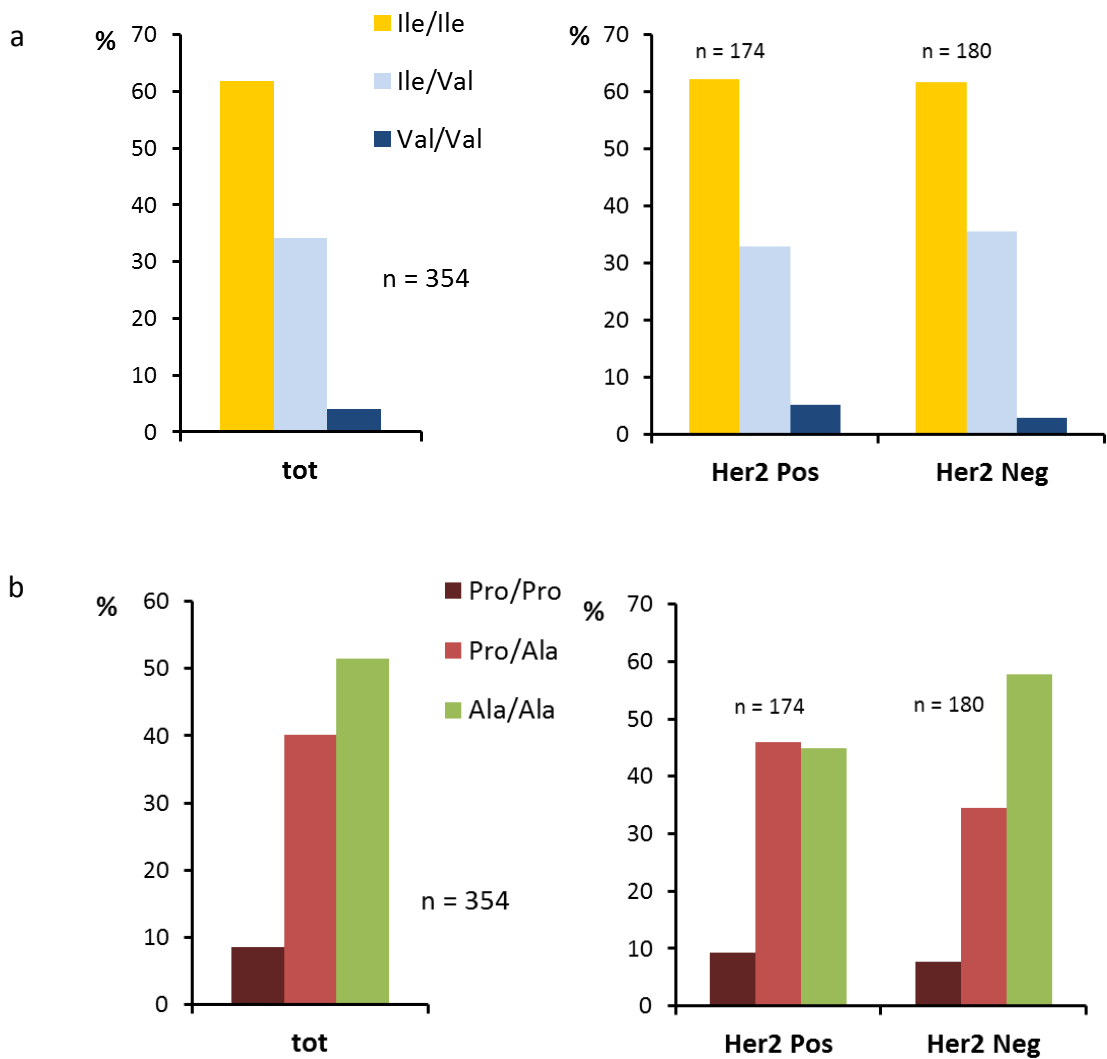 a
%
70
60
50
40
30
20
10
0
Ile/Ile
Ile/Val
Val/Val
n = 354
tot
%
70
60
50
40
30
20
10
0
n = 174
n = 180
Her2 Pos
Her2 Neg
b
%
60
50
40
30
20
10
0
Pro/Pro
Pro/Ala
Ala/Ala
n = 354
tot
%
70
60
50
40
30
20
10
0
n = 174
n = 180
Her2 Pos
Her2 Neg